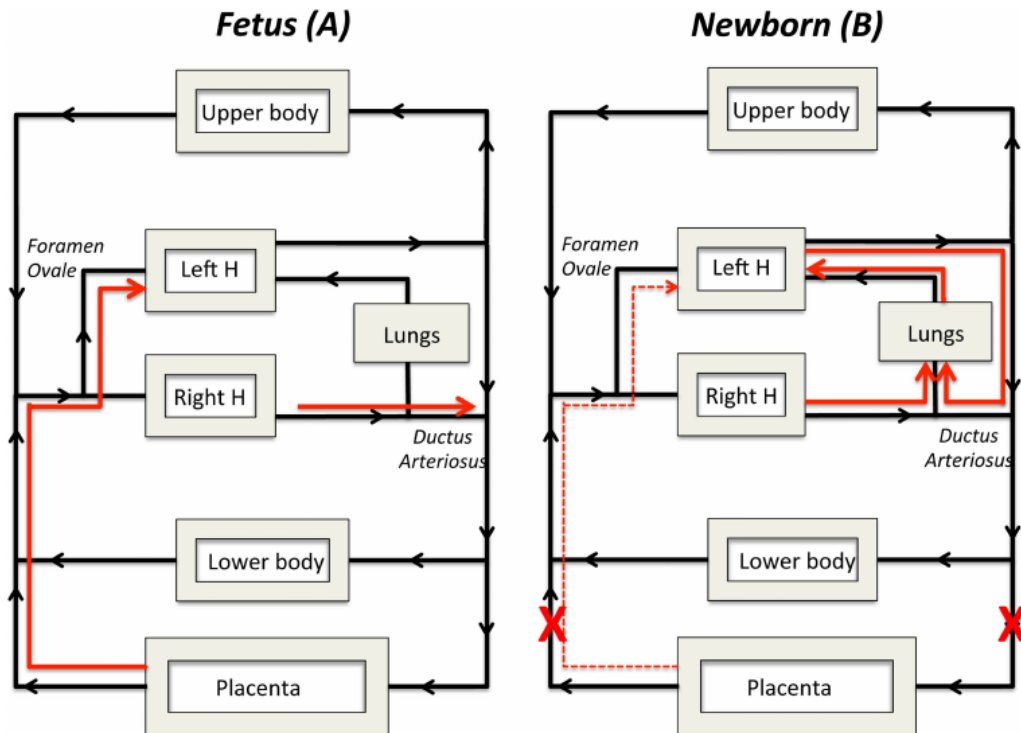 Fetus (A)
Upper body
Foramen
Ovale
Left H
Lungs
Right H
Ductus
Arteriosus
Lower body
Placenta
Newborn (B)
Upper body
Foramen
Ovale
Left H
Lungs
Right H
Ductus
Arteriosus
Lower body
X
X
Placenta